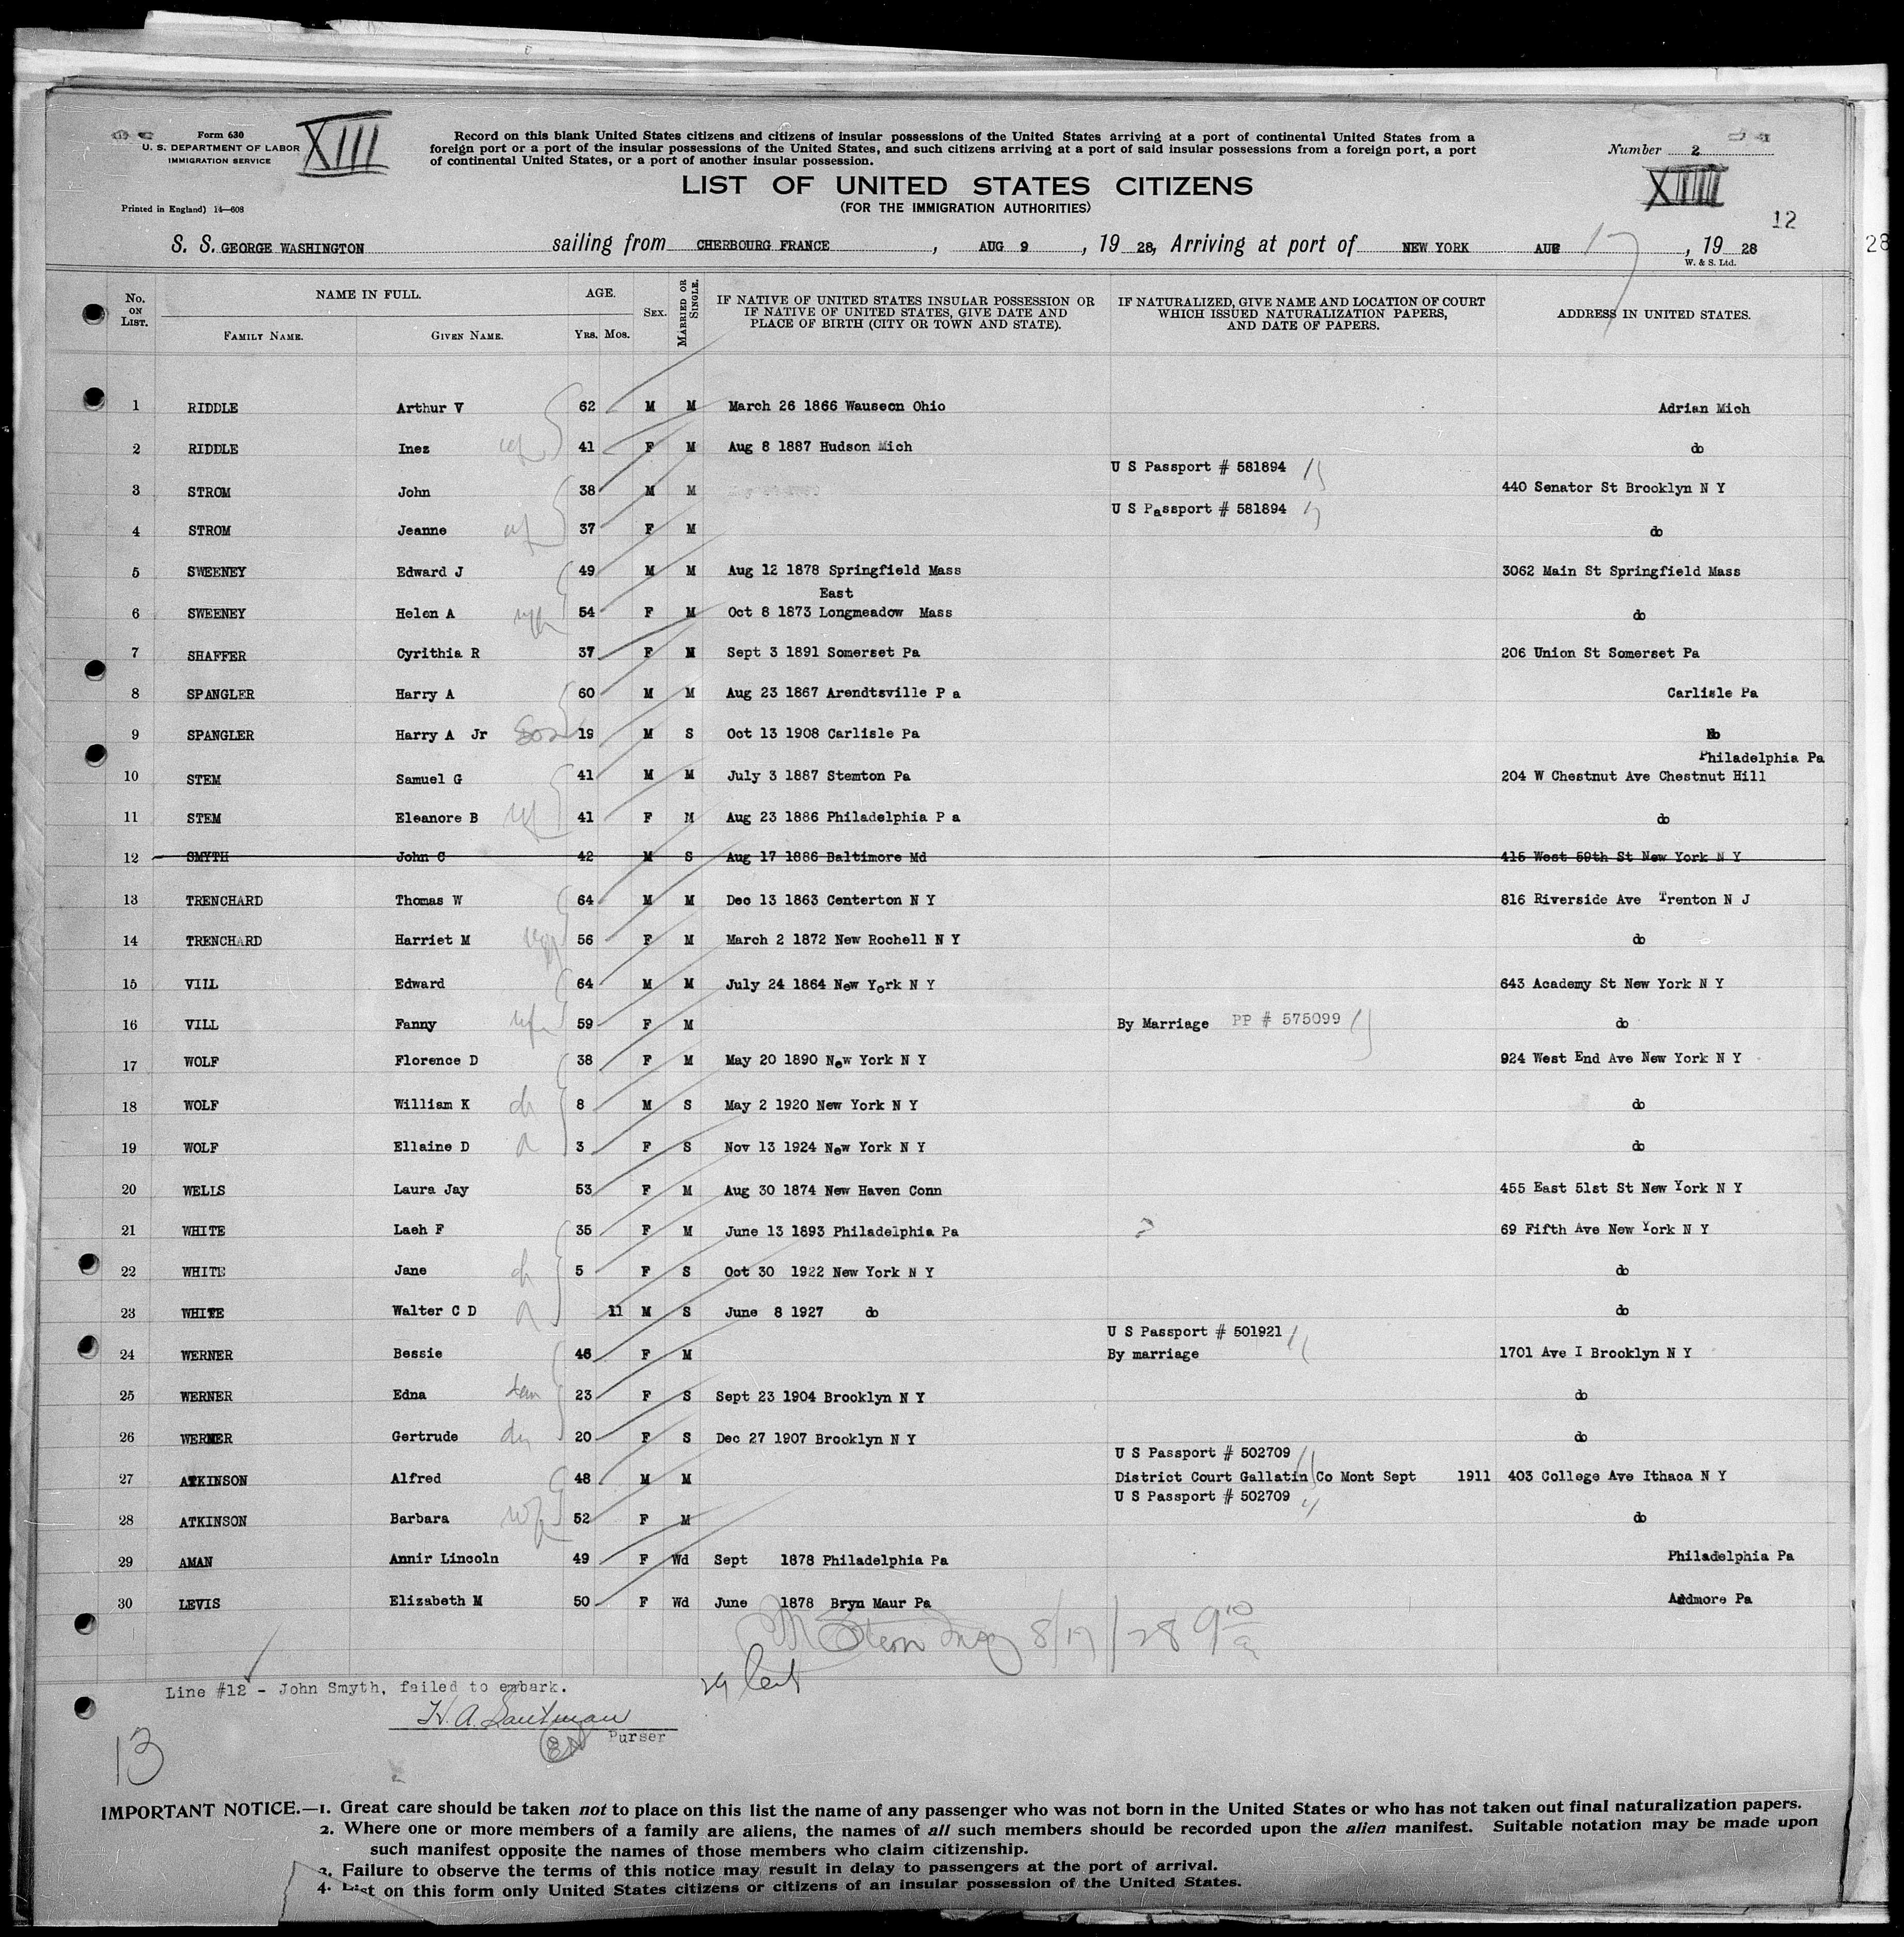 Form 630
U. S. DEPARTMENT OF LABOR
IMMIGRATION SERVICE
XIII
Record on this blank United States citizens and citizens of insular possessions of the United States arriving at a port of continental United States from a
foreign port or a port of the insular possessions of the United States, and such citizens arriving at a port of said insular possessions from a foreign port, a port
of continental United States, or a port of another insular possession.
Number 2
XIII
LIST OF UNITED STATES CITIZENS
(FOR THE IMMIGRATION AUTHORITIES)
Printed in England) 14—608
12
28
S. S. GEORGE WASHINGTON sailing from CHERBOURG FRANCE, AUG 9, 19 28, Arriving at port of NEW YORK AUG 17, 19 28
W. & S. Ltd.
No. ON LIST. NAME IN FULL. FAMILY NAME. GIVEN NAME. AGE. YRS. MOS. SEX. MARRIED OR SINGLE. IF NATIVE OF UNITED STATES INSULAR POSSESSION OR IF NATIVE OF UNITED STATES, GIVE DATE AND PLACE OF BIRTH (CITY OR TOWN AND STATE). IF NATURALIZED, GIVE NAME AND LOCATION OF COURT WHICH ISSUED NATURALIZATION PAPERS, AND DATE OF PAPERS. ADDRESS IN UNITED STATES.
1 RIDDLE Arthur V 62 M M March 26 1866 Wauseon Ohio Adrian Mich
2 RIDDLE Inez wf 41 F M Aug 8 1887 Hudson Mich do
U S Passport # 581894
3 STROM John 38 M M 440 Senator St Brooklyn N Y
U S Passport # 581894
4 STROM Jeanne wf 37 F M do
5 SWEENEY Edward J 49 M M Aug 12 1878 Springfield Mass 3062 Main St Springfield Mass
East
6 SWEENEY Helen A wf 54 F M Oct 8 1873 Longmeadow Mass do
7 SHAFFER Cyrithia R 37 F M Sept 3 1891 Somerset Pa 206 Union St Somerset Pa
8 SPANGLER Harry A 60 M M Aug 23 1867 Arendtsville P a Carlisle Pa
9 SPANGLER Harry A Jr Son 19 M S Oct 13 1908 Carlisle Pa
Philadelphia Pa
10 STEM Samuel G 41 M M July 3 1887 Stemton Pa 204 W Chestnut Ave Chestnut Hill
11 STEM Eleanore B wf 41 F M Aug 23 1886 Philadelphia P a do
12 SMYTH John C 42 M S Aug 17 1886 Baltimore Md 415 West 59th St New York N Y
13 TRENCHARD Thomas W 64 M M Dec 13 1863 Centerton N Y 816 Riverside Ave Trenton N J
14 TRENCHARD Harriet M wf 56 F M March 2 1872 New Rochell N Y do
15 VILL Edward 64 M M July 24 1864 New York N Y 643 Academy St New York N Y
16 VILL Fanny wf 59 F M By Marriage PP # 575099 do
17 WOLF Florence D 38 F M May 20 1890 New York N Y 924 West End Ave New York N Y
18 WOLF William K ch 8 M S May 2 1920 New York N Y do
19 WOLF Ellaine D 3 F S Nov 13 1924 New York N Y do
20 WELLS Laura Jay 53 F M Aug 30 1874 New Haven Conn 455 East 51st St New York N Y
21 WHITE Laeh F 35 F M June 13 1893 Philadelphia Pa ? 69 Fifth Ave New York N Y
22 WHITE Jane ch 5 F S Oct 30 1922 New York N Y do
23 WHITE Walter C D 11 M S June 8 1927 do do
U S Passport # 501921
24 WERNER Bessie 46 F M By marriage 1701 Ave I Brooklyn N Y
25 WERNER Edna 23 F S Sept 23 1904 Brooklyn N Y do
26 WERNER Gertrude 20 F S Dec 27 1907 Brooklyn N Y do
U S Passport # 502709
27 ATKINSON Alfred 48 M M District Court Gallatin Co Mont Sept 1911 403 College Ave Ithaca N Y
U S Passport # 502709
28 ATKINSON Barbara wf 52 F M do
29 AMAN Annir Lincoln 49 F Wd Sept 1878 Philadelphia Pa Philadelphia Pa
30 LEVIS Elizabeth M 50 F Wd June 1878 Bryn Maur Pa Ardmore Pa
8/17/28 9 10
29
Line #12 - John Smyth, failed to embark.
Purser
13
IMPORTANT NOTICE.—1. Great care should be taken not to place on this list the name of any passenger who was not born in the United States or who has not taken out final naturalization papers.
2. Where one or more members of a family are aliens, the names of all such members should be recorded upon the alien manifest. Suitable notation may be made upon
such manifest opposite the names of those members who claim citizenship.
3. Failure to observe the terms of this notice may result in delay to passengers at the port of arrival.
4. List on this form only United States citizens or citizens of an insular possession of the United States.